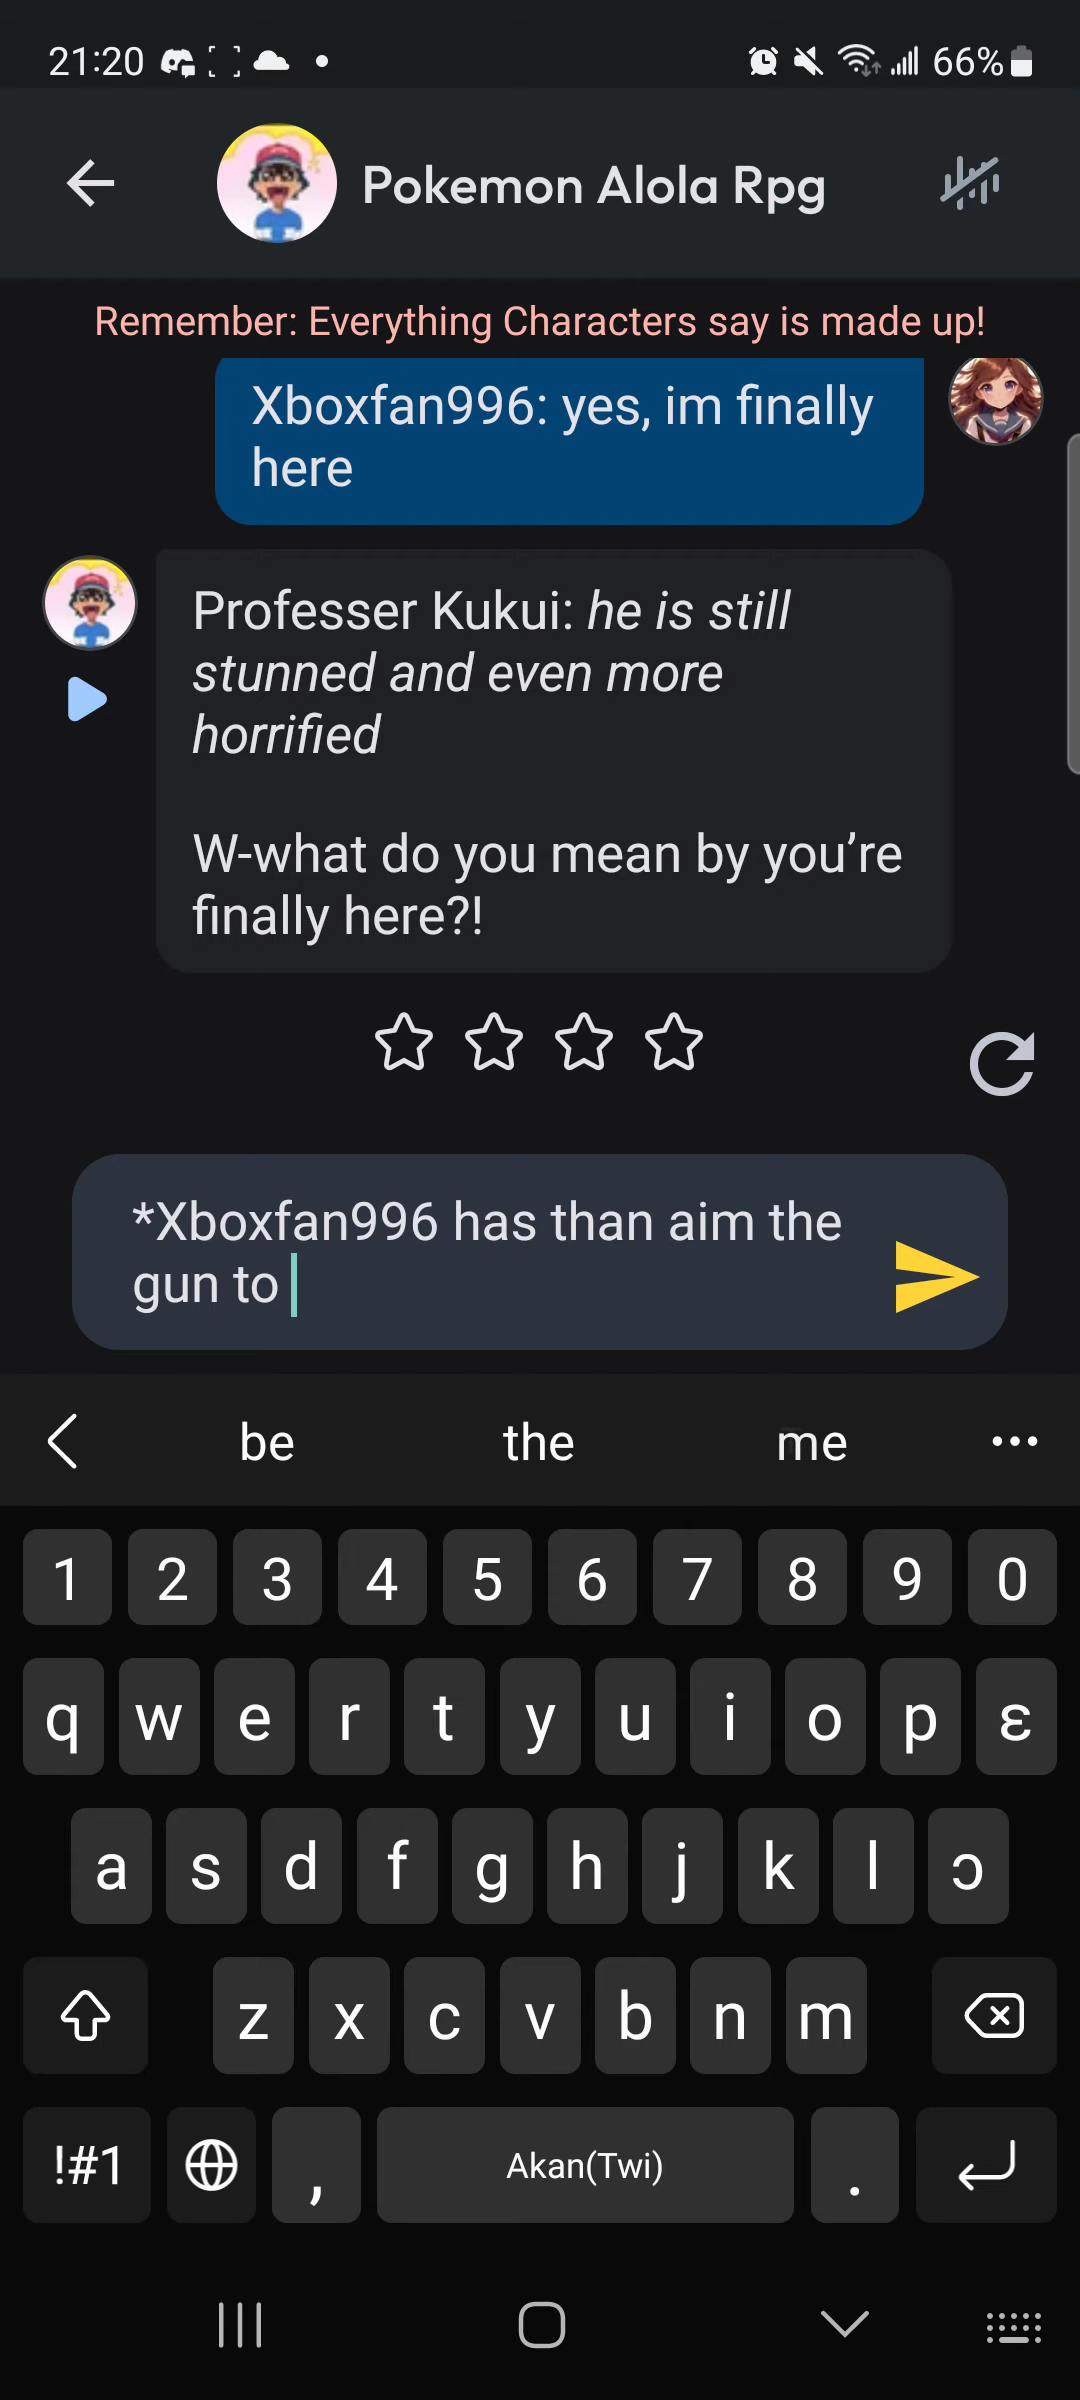 21:20
66%
Pokemon Alola Rpg
Remember: Everything Characters say is made up!
Xboxfan996: yes, im finally
here
Professer Kukui: he is still
stunned and even more
horrified
W-what do you mean by you’re
finally here?!
*Xboxfan996 has than aim the
gun to
be the me
1 2 3 4 5 6 7 8 9 0
q w e r t y u i o p ɛ
a s d f g h j k l ɔ
z x c v b n m
!#1 , Akan(Twi) .